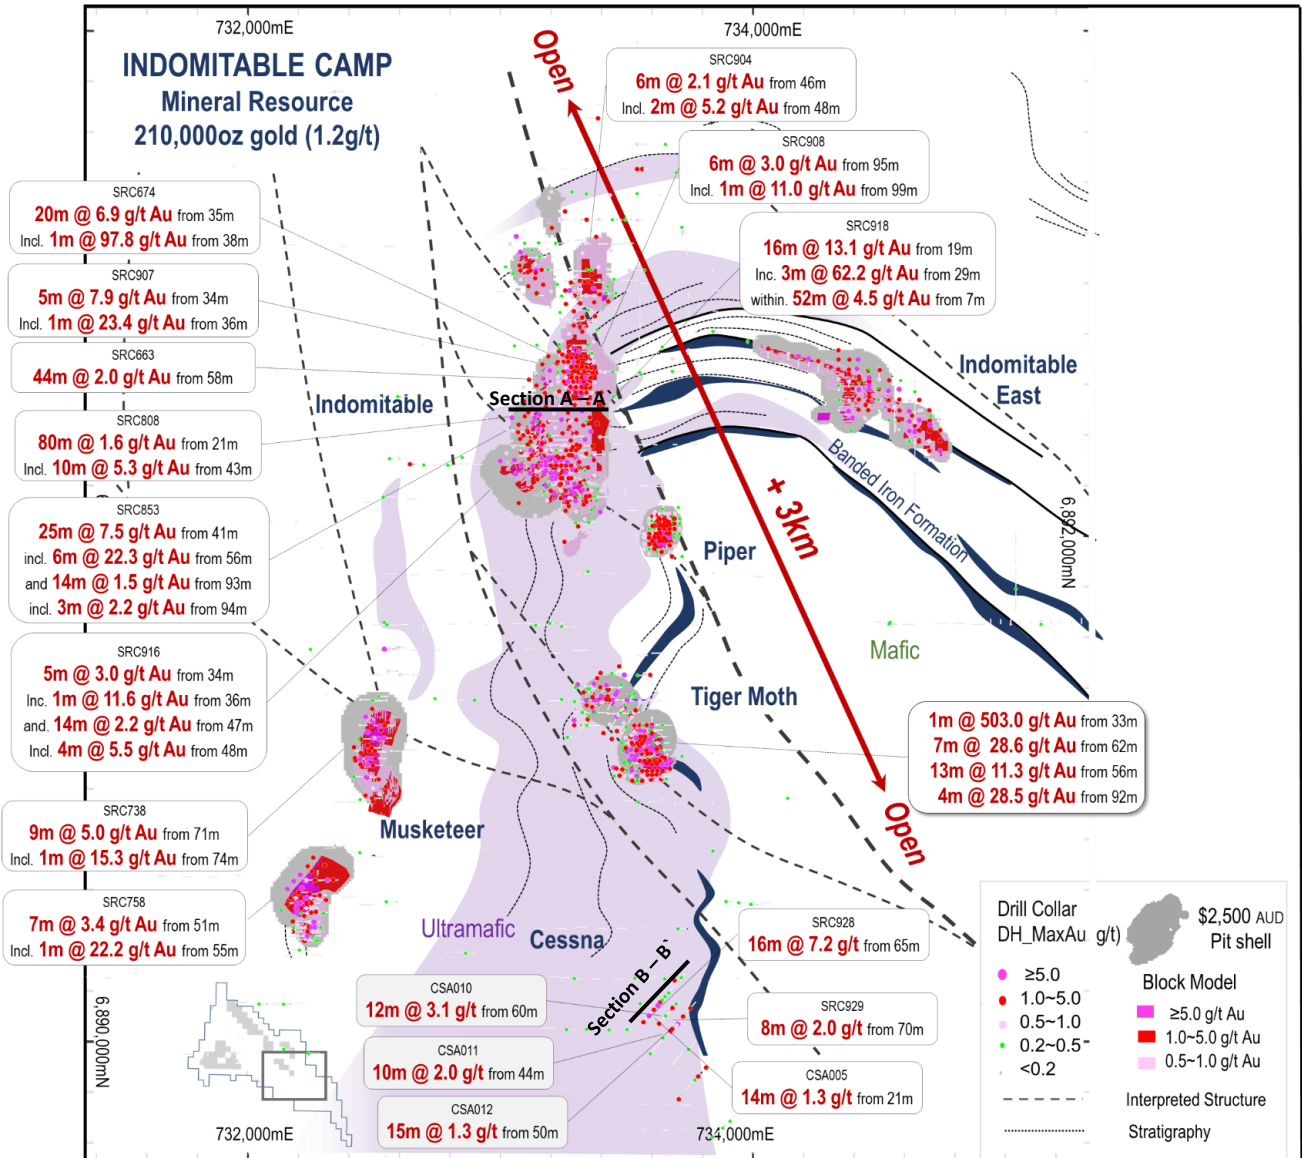 732,000mE
734,000mE
INDOMITABLE CAMP
Mineral Resource
210,000oz gold (1.2g/t)
Open
SRC904
6m @ 2.1 g/t Au from 46m
Incl. 2m @ 5.2 g/t Au from 48m
SRC908
6m @ 3.0 g/t Au from 95m
Incl. 1m @ 11.0 g/t Au from 99m
SRC918
16m @ 13.1 g/t Au from 19m
Inc. 3m @ 62.2 g/t Au from 29m
within. 52m @ 4.5 g/t Au from 7m
SRC674
20m @ 6.9 g/t Au from 35m
Incl. 1m @ 97.8 g/t Au from 38m
SRC907
5m @ 7.9 g/t Au from 34m
Incl. 1m @ 23.4 g/t Au from 36m
SRC663
44m @ 2.0 g/t Au from 58m
SRC808
80m @ 1.6 g/t Au from 21m
Incl. 10m @ 5.3 g/t Au from 43m
SRC853
25m @ 7.5 g/t Au from 41m
incl. 6m @ 22.3 g/t Au from 56m
and 14m @ 1.5 g/t Au from 93m
incl. 3m @ 2.2 g/t Au from 94m
SRC916
5m @ 3.0 g/t Au from 34m
Inc. 1m @ 11.6 g/t Au from 36m
and. 14m @ 2.2 g/t Au from 47m
Incl. 4m @ 5.5 g/t Au from 48m
SRC738
9m @ 5.0 g/t Au from 71m
Incl. 1m @ 15.3 g/t Au from 74m
SRC758
7m @ 3.4 g/t Au from 51m
Incl. 1m @ 22.2 g/t Au from 55m
Indomitable
Section A – A`
Indomitable
East
Banded Iron Formation
6,892,000mN
+ 3km
Piper
Mafic
Tiger Moth
1m @ 503.0 g/t Au from 33m
7m @ 28.6 g/t Au from 62m
13m @ 11.3 g/t Au from 56m
4m @ 28.5 g/t Au from 92m
Open
Musketeer
Ultramafic
Cessna
Section B – B`
SRC928
16m @ 7.2 g/t from 65m
CSA010
12m @ 3.1 g/t from 60m
SRC929
8m @ 2.0 g/t from 70m
CSA011
10m @ 2.0 g/t from 44m
CSA005
14m @ 1.3 g/t from 21m
CSA012
15m @ 1.3 g/t from 50m
6,890,000mN
732,000mE
734,000mE
Drill Collar
DH_MaxAu g/t)
≥5.0
1.0~5.0
0.5~1.0
0.2~0.5
<0.2
$2,500 AUD
Pit shell
Block Model
≥5.0 g/t Au
1.0~5.0 g/t Au
0.5~1.0 g/t Au
Interpreted Structure
Stratigraphy